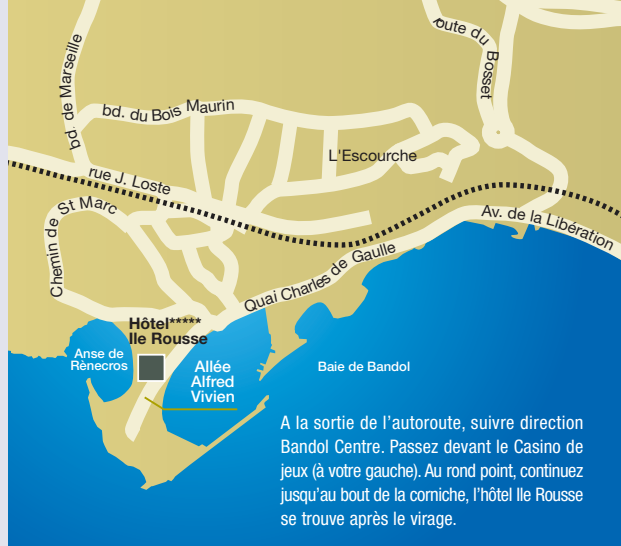 oute du
Bosset
bd. de Marseille
bd. du Bois Maurin
L'Escourche
rue J. Loste
Chemin de St Marc
Av. de la Libération
Quai Charles de Gaulle
Hôtel*****
Ile Rousse
Anse de
Rènecros
Allée
Alfred
Vivien
Baie de Bandol
A la sortie de l'autoroute, suivre direction
Bandol Centre. Passez devant le Casino de
jeux (à votre gauche). Au rond point, continuez
jusqu'au bout de la corniche, l'hôtel Ile Rousse
se trouve après le virage.